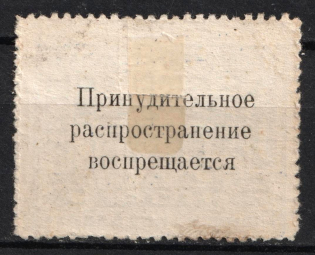 Принудительное
распространение
воспрещается